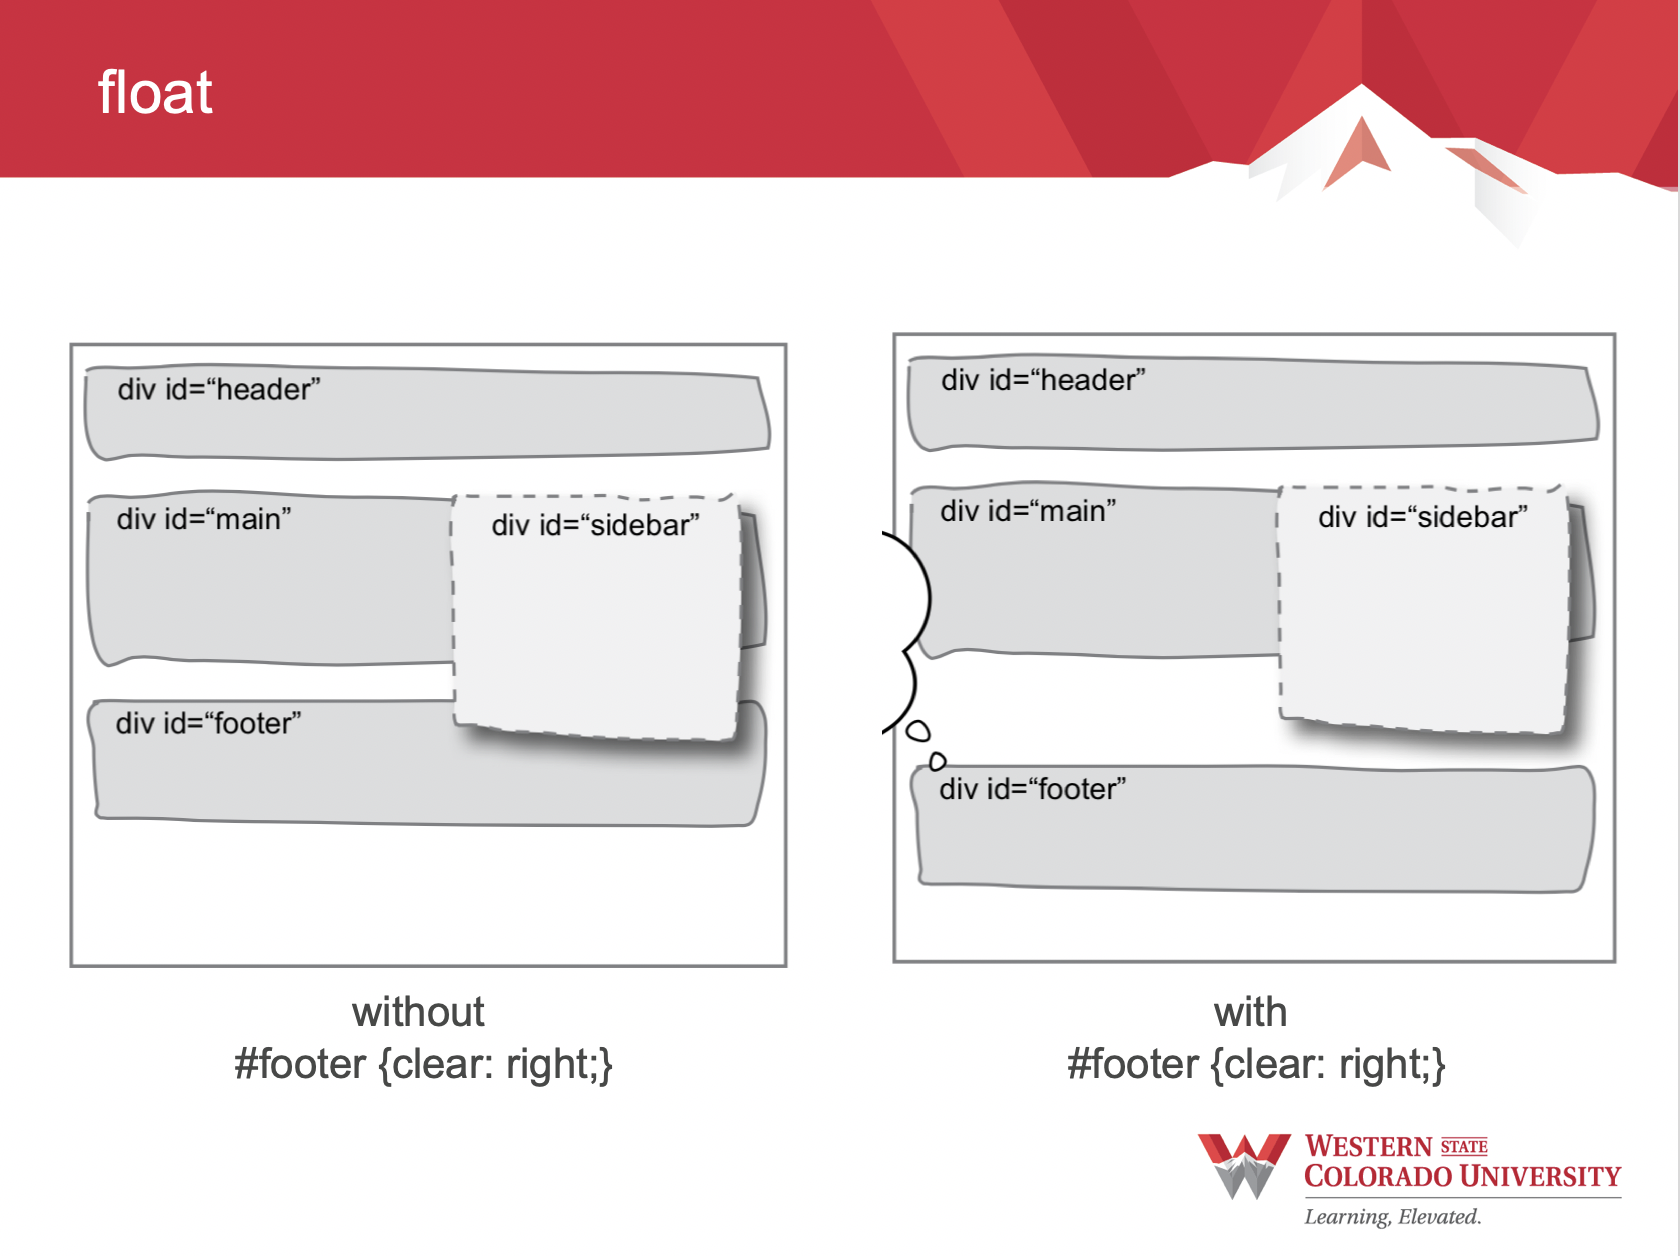 float
div id=“header”
div id=“main”
div id=“sidebar”
div id=“footer”
without
#footer {clear: right;}
div id=“header”
div id=“main”
div id=“sidebar”
div id=“footer”
with
#footer {clear: right;}
WESTERN STATE
COLORADO UNIVERSITY
Learning, Elevated.